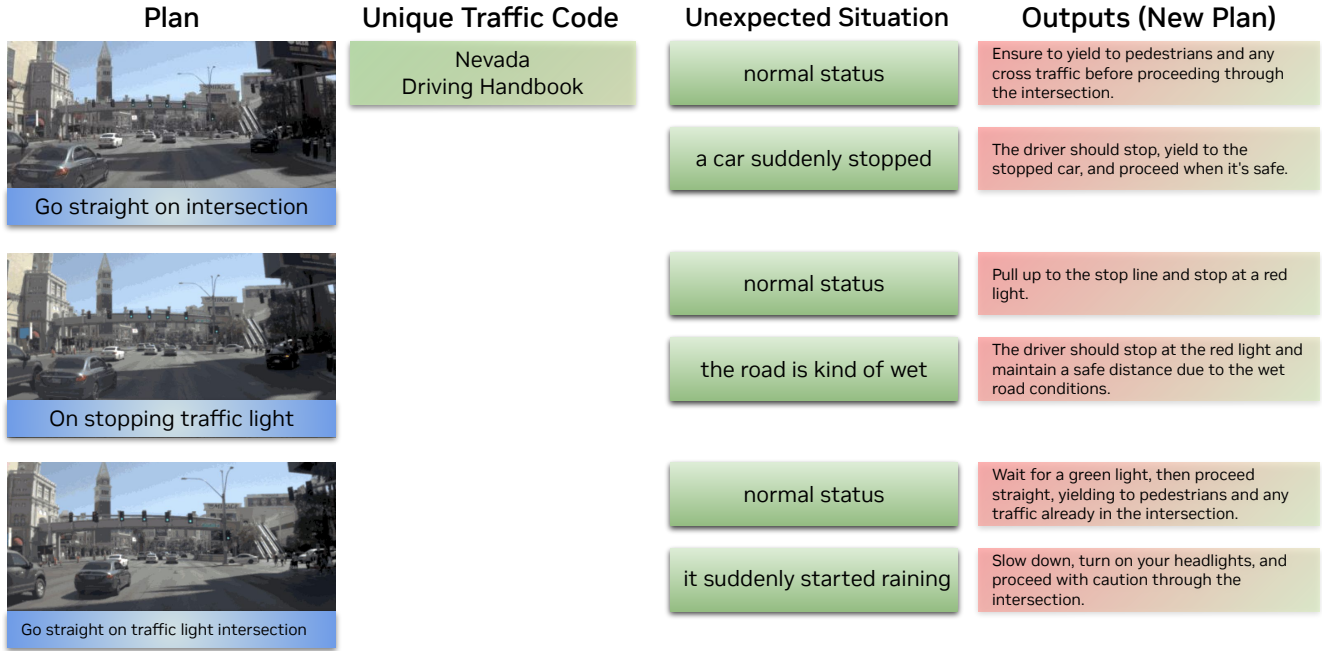 Plan
Unique Traffic Code
Unexpected Situation
Outputs (New Plan)
Nevada
Driving Handbook
normal status
Ensure to yield to pedestrians and any
cross traffic before proceeding through
the intersection.
a car suddenly stopped
The driver should stop, yield to the
stopped car, and proceed when it's safe.
Go straight on intersection
normal status
Pull up to the stop line and stop at a red
light.
the road is kind of wet
The driver should stop at the red light and
maintain a safe distance due to the wet
road conditions.
On stopping traffic light
normal status
Wait for a green light, then proceed
straight, yielding to pedestrians and any
traffic already in the intersection.
it suddenly started raining
Slow down, turn on your headlights, and
proceed with caution through the
intersection.
Go straight on traffic light intersection